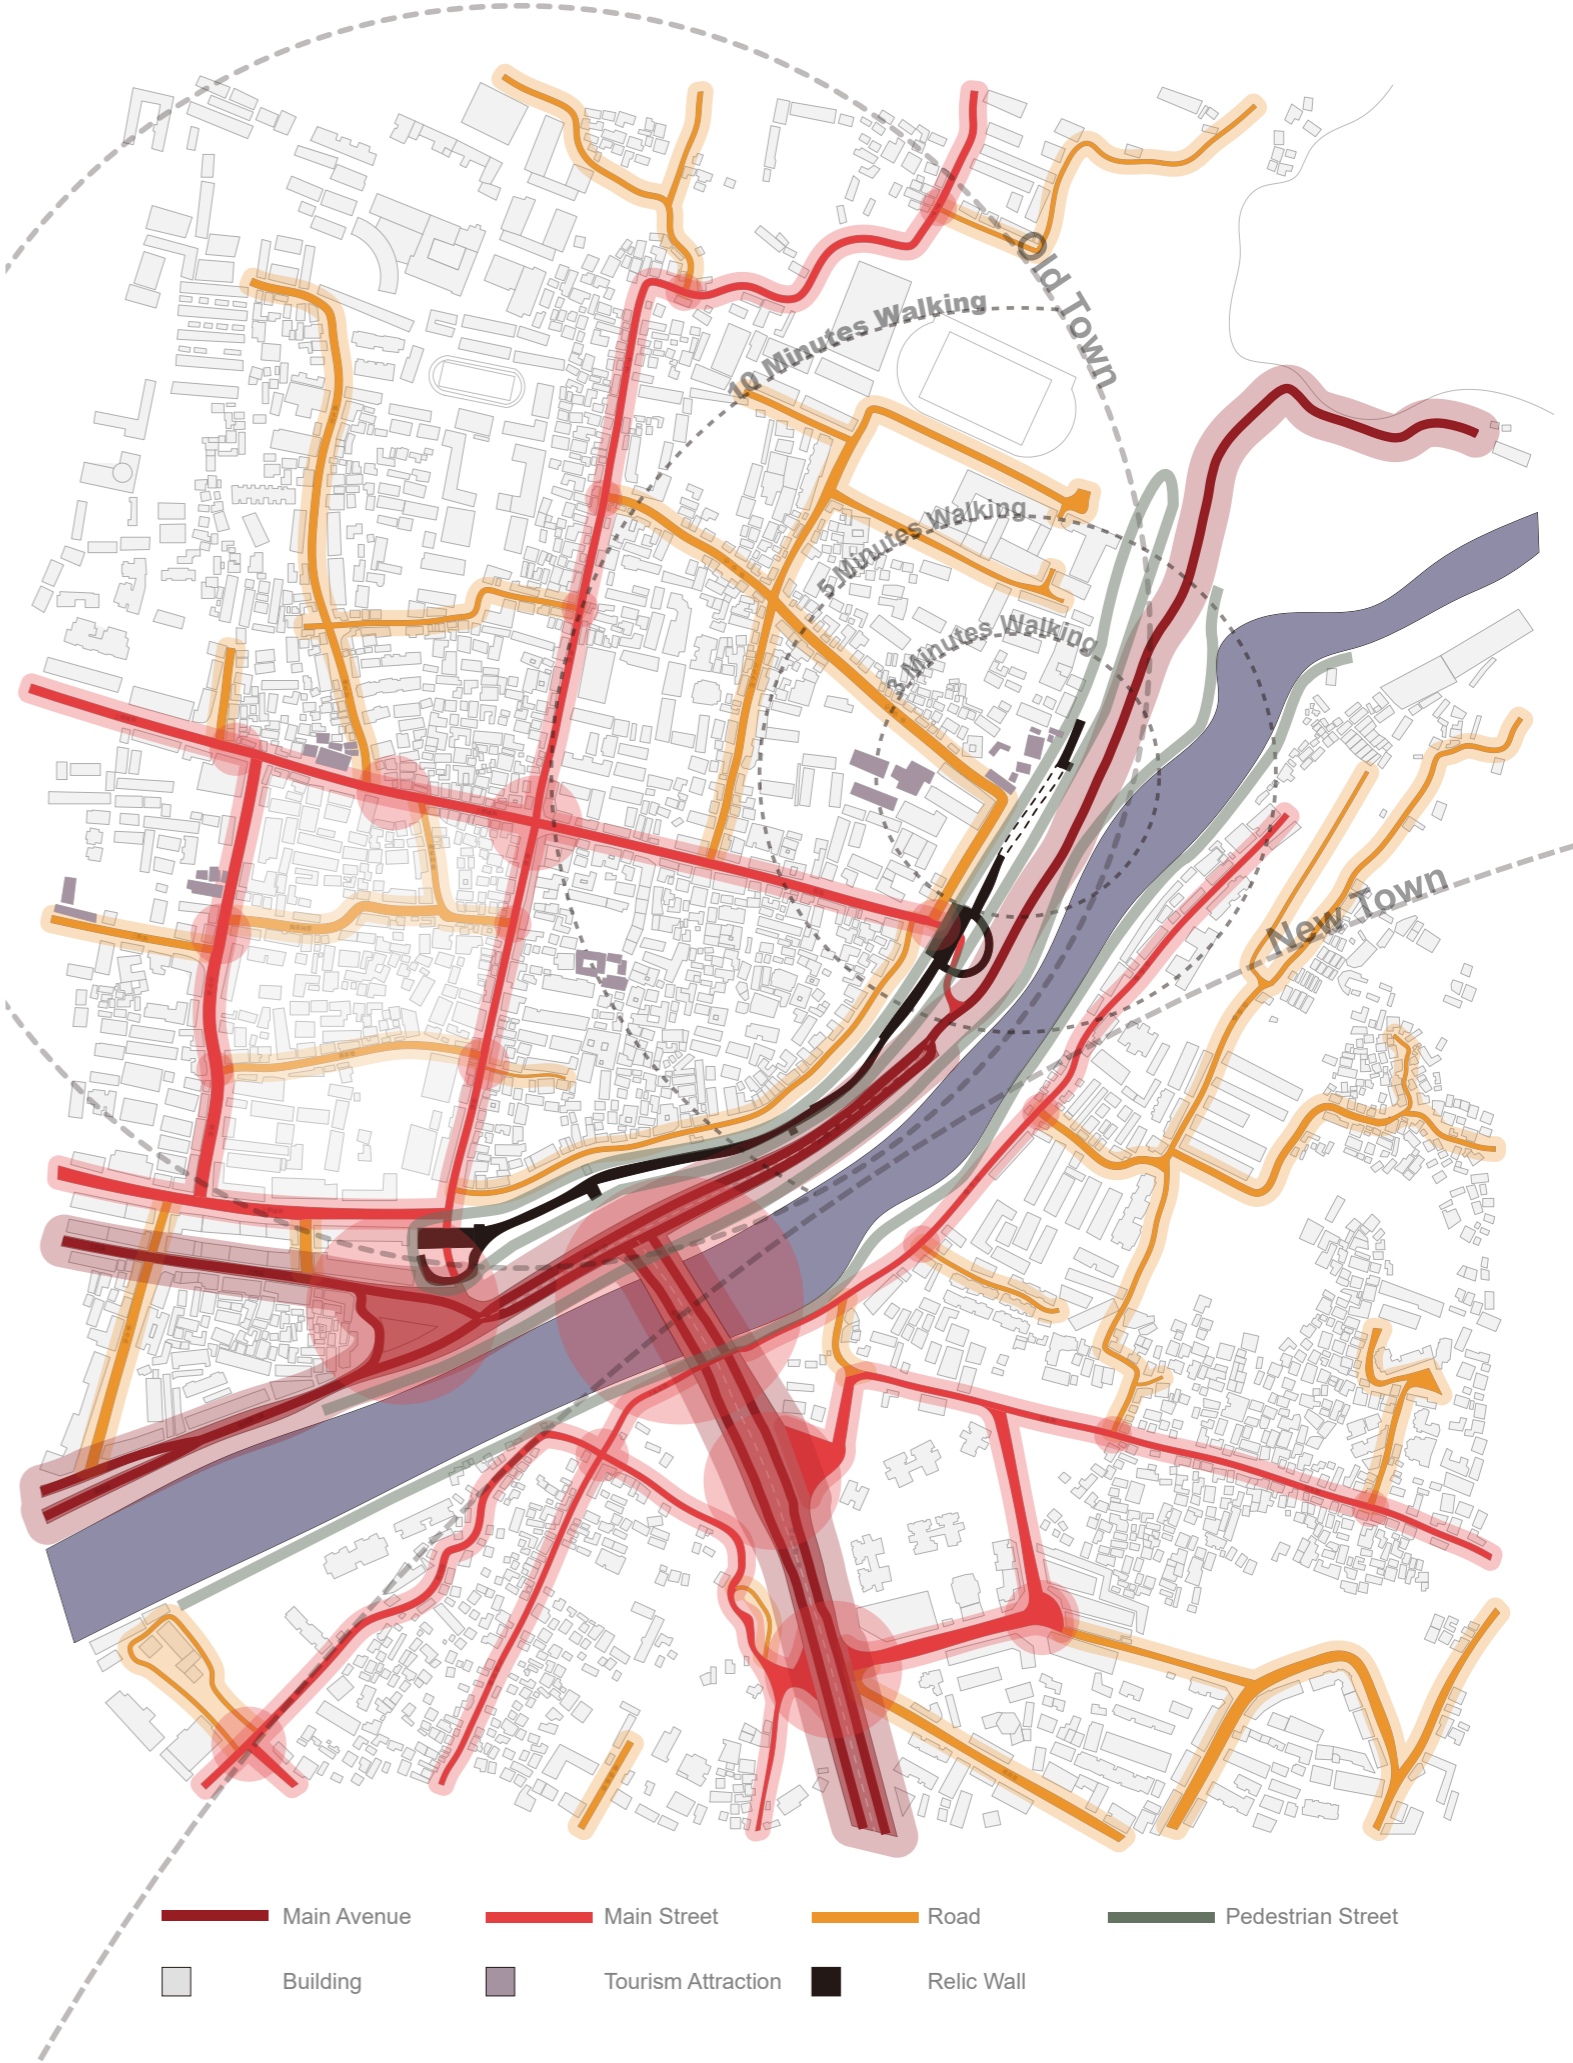 Old Town
10 Minutes Walking
5 Minutes Walking
3 Minutes Walking
New Town
Main Avenue
Main Street
Road
Pedestrian Street
Building
Tourism Attraction
Relic Wall